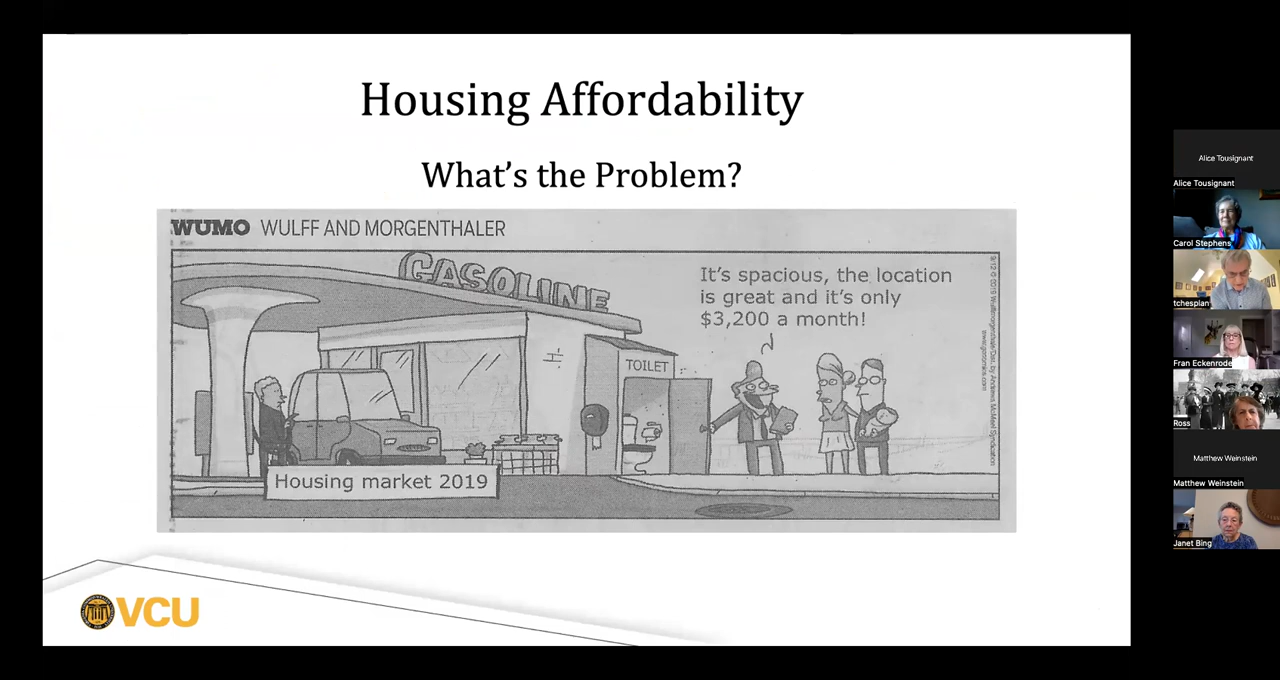 Housing Affordability
What's the Problem?
WUMO WULFF AND MORGENTHALER
GASOLINE
It's spacious, the location
is great and it's only
$3,200 a month!
TOILET
Housing market 2019
VCU
Alice Tousignant
Alice Tousignant
Carol Stephens
tchesplan
Fran Eckenrode
Ross
Matthew Weinstein
Matthew Weinstein
Janet Bing